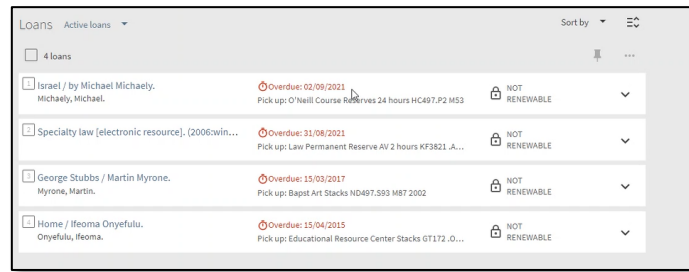 Loans Active loans
Sort by
4 loans
1 Israel / by Michael Michaely.
Michaely, Michael.
Overdue: 02/09/2021
Pick up: O'Neill Course Reserves 24 hours HC497.P2 M53
NOT
RENEWABLE
2 Specialty law [electronic resource]. (2006:win...
Overdue: 31/08/2021
Pick up: Law Permanent Reserve AV 2 hours KF3821 .A...
NOT
RENEWABLE
3 George Stubbs / Martin Myrone.
Myrone, Martin.
Overdue: 15/03/2017
Pick up: Bapst Art Stacks ND497.S93 M87 2002
NOT
RENEWABLE
4 Home / Ifeoma Onyefulu.
Onyefulu, Ifeoma.
Overdue: 15/04/2015
Pick up: Educational Resource Center Stacks GT172 .O...
NOT
RENEWABLE